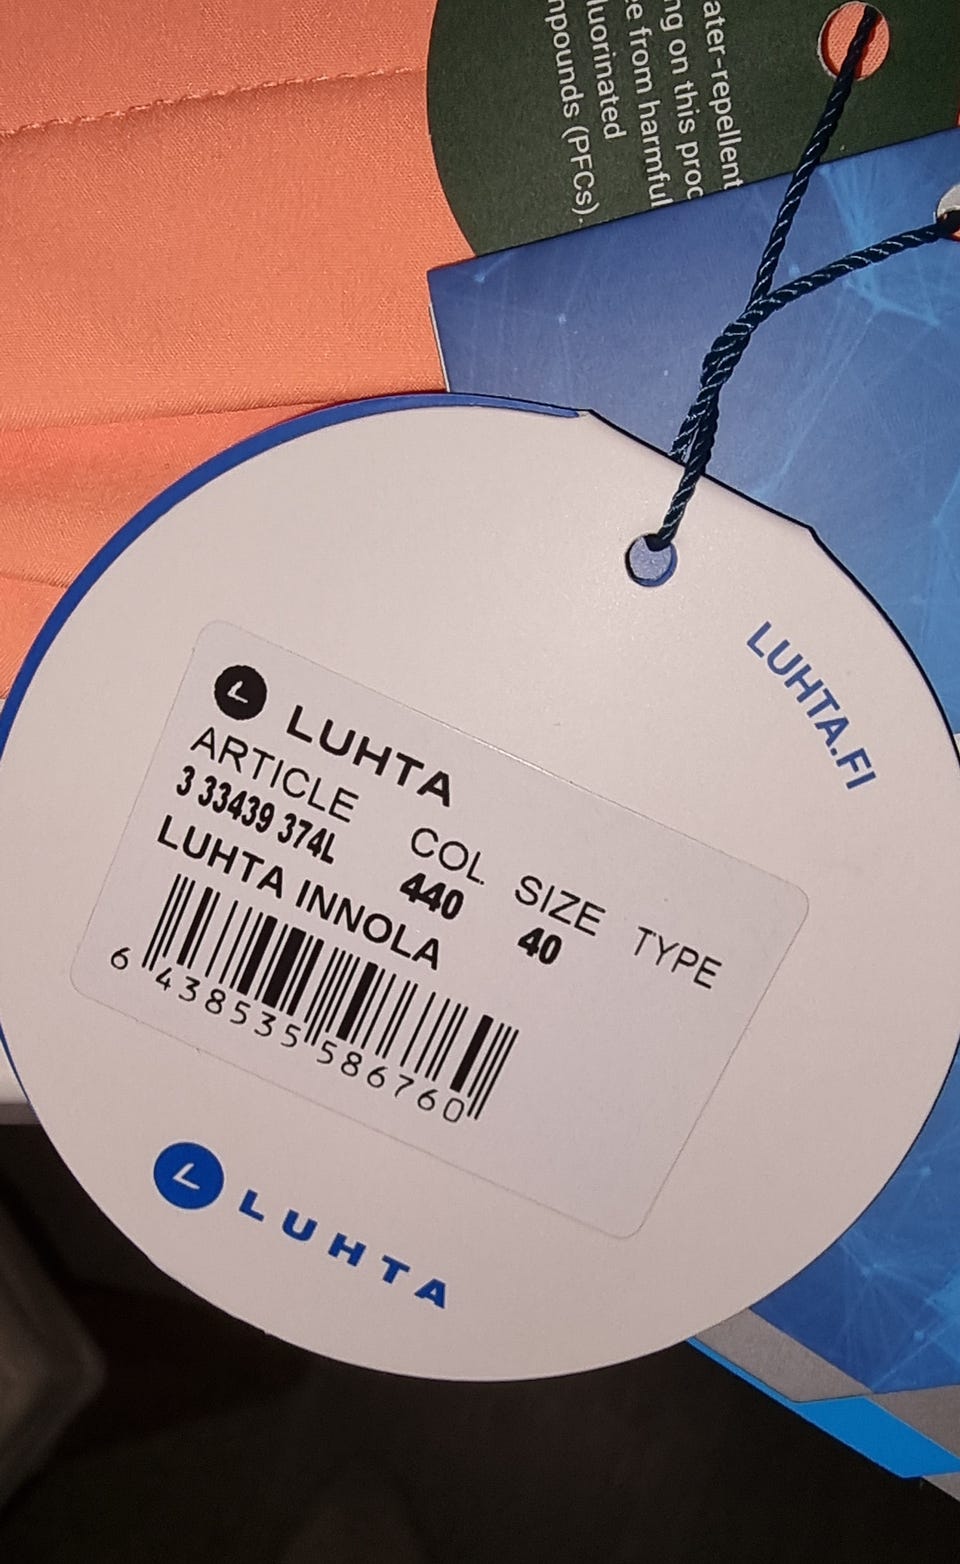 ater-repellent
ng on this proc
e from harmful
luorinated
npounds (PFCs).
LUHTA.FI
LUHTA
ARTICLE COL SIZE TYPE
3 33439 374L 440 40
LUHTA INNOLA
6 438535 586760
LUHTA